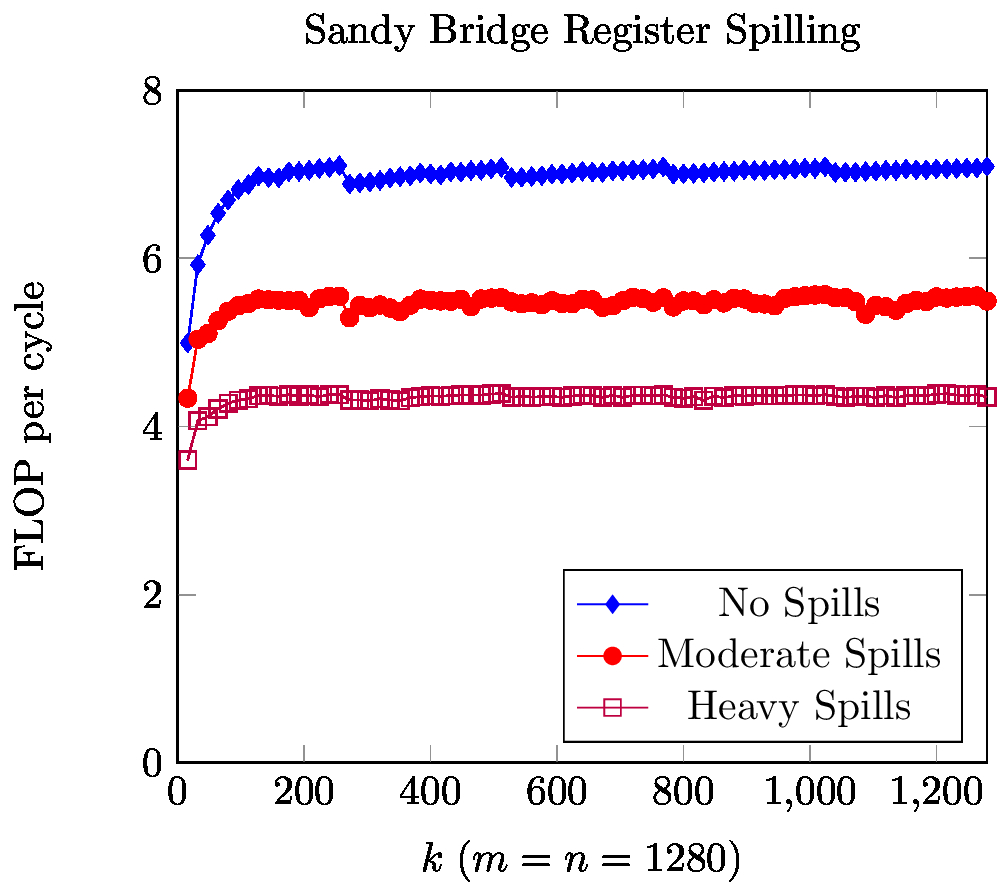 Sandy Bridge Register Spilling
8
6
4
2
0
FLOP per cycle
No Spills
Moderate Spills
Heavy Spills
0 200 400 600 800 1,000 1,200
k (m = n = 1280)